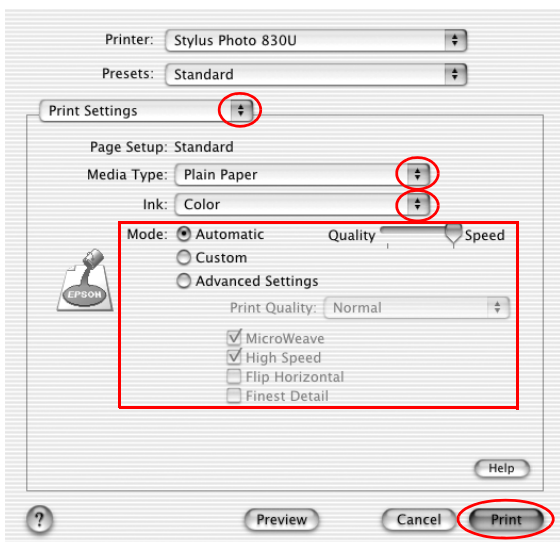 Printer: Stylus Photo 830U
Presets: Standard
Print Settings
Page Setup: Standard
Media Type: Plain Paper
Ink: Color
Mode: Automatic Quality Speed
Custom
EPSON
Advanced Settings
Print Quality: Normal
MicroWeave
High Speed
Flip Horizontal
Finest Detail
Help
? Preview Cancel Print